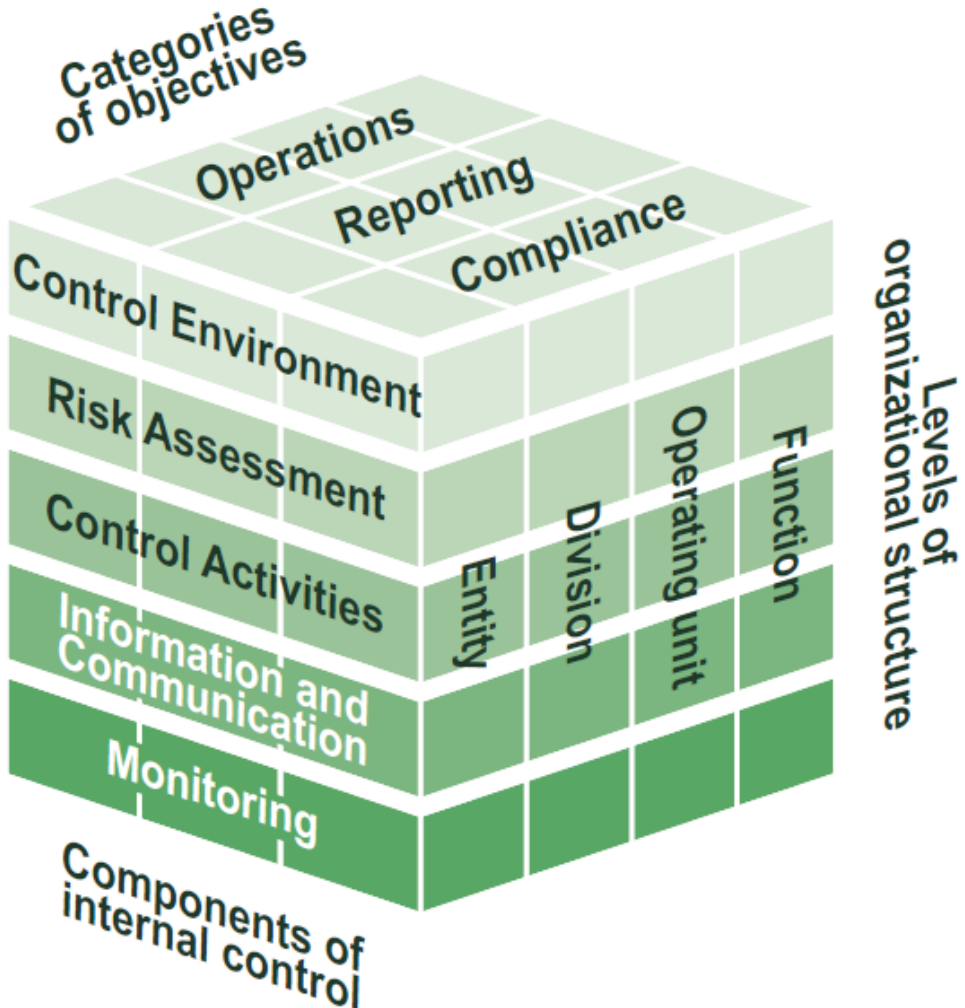 Categories
of objectives
Operations
Reporting
Compliance
Control Environment
Risk Assessment
Control Activities
Information and
Communication
Monitoring
Entity
Division
Operating unit
Function
Levels of
organizational structure
Components of
internal control